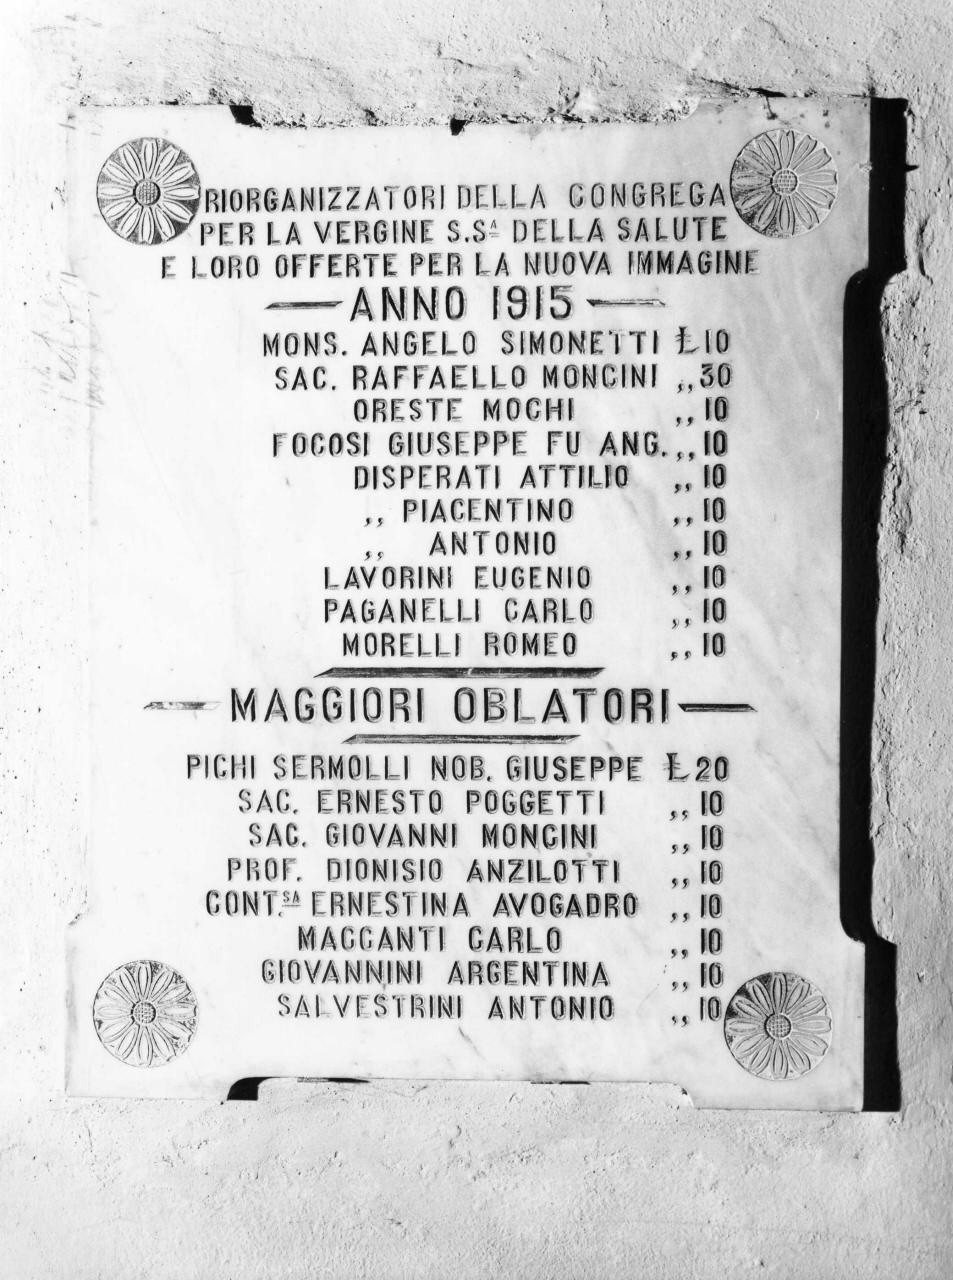 RIORGANIZZATORI DELLA CONGREGA
PER LA VERGINE S.Sᴬ DELLA SALUTE
E LORO OFFERTE PER LA NUOVA IMMAGINE
ANNO 1915
MONS. ANGELO SIMONETTI Ł 10
SAC. RAFFAELLO MONCINI ,, 30
ORESTE MOCHI ,, 10
FOCOSI GIUSEPPE FU ANG. ,, 10
DISPERATI ATTILIO ,, 10
,, PIACENTINO ,, 10
,, ANTONIO ,, 10
LAVORINI EUGENIO ,, 10
PAGANELLI CARLO ,, 10
MORELLI ROMEO ,, 10
MAGGIORI OBLATORI
PICHI SERMOLLI NOB. GIUSEPPE Ł 20
SAC. ERNESTO POGGETTI ,, 10
SAC. GIOVANNI MONCINI ,, 10
PROF. DIONISIO ANZILOTTI ,, 10
CONT.ˢᴬ ERNESTINA AVOGADRO ,, 10
MACCANTI CARLO ,, 10
GIOVANNINI ARGENTINA ,, 10
SALVESTRINI ANTONIO ,, 10